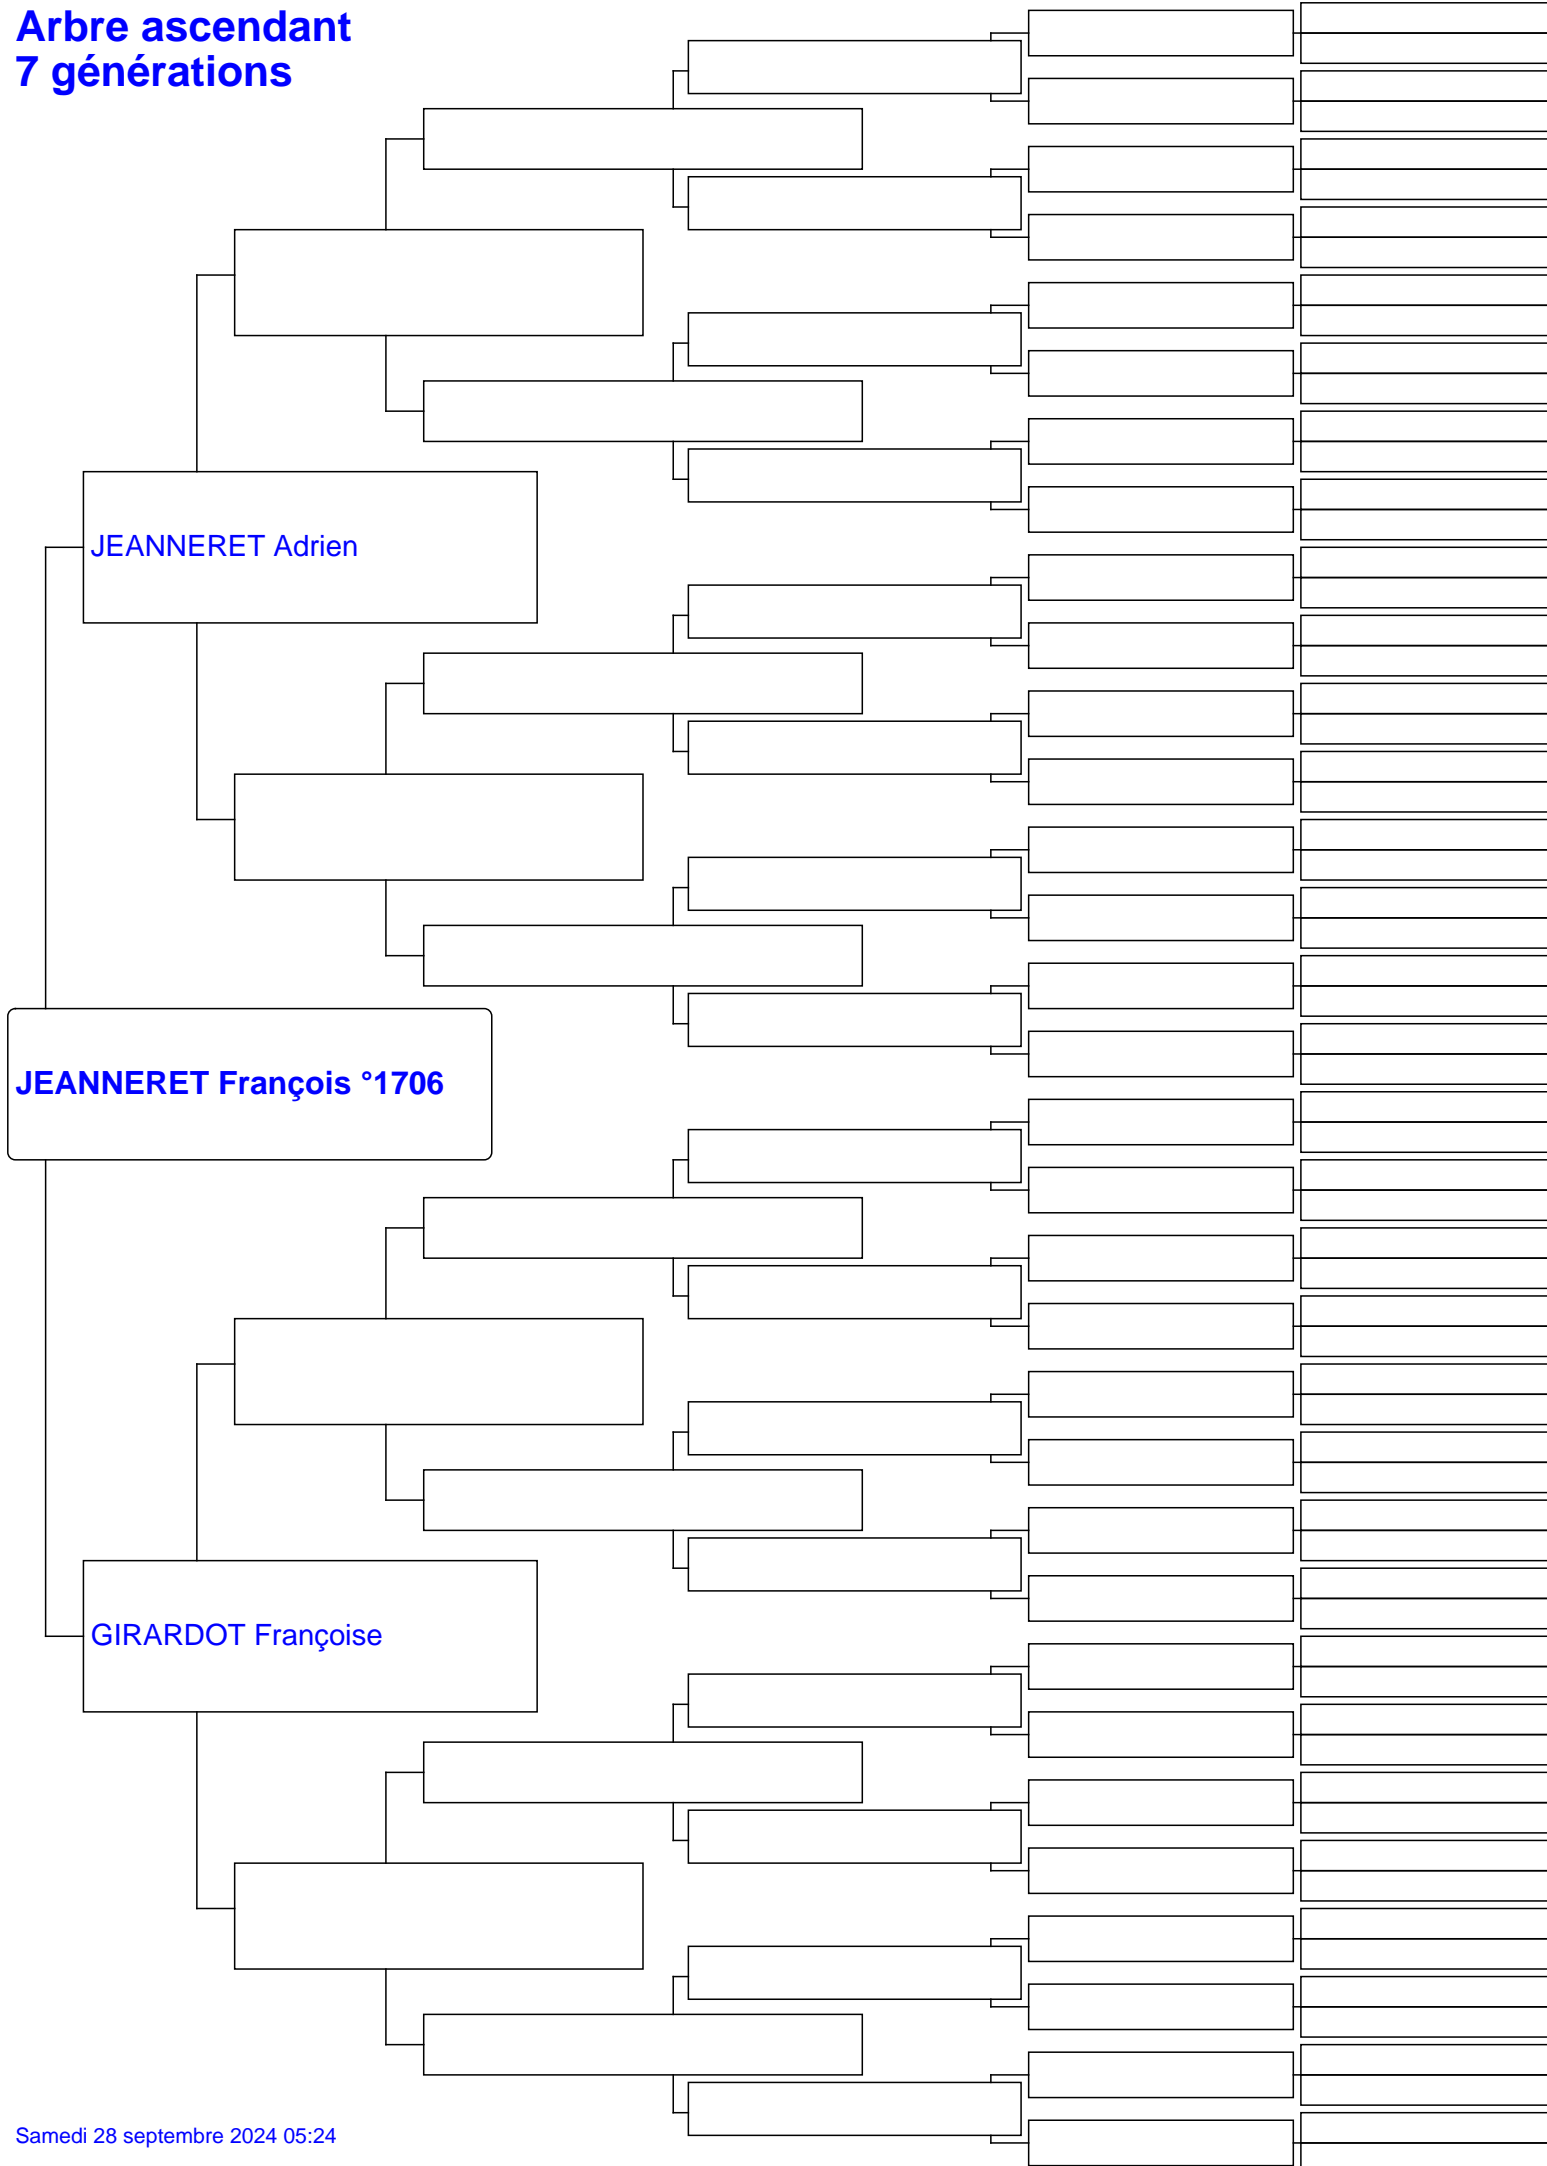 Arbre ascendant
7 générations
JEANNERET Adrien
JEANNERET François °1706
GIRARDOT Françoise
Samedi 28 septembre 2024 05:24